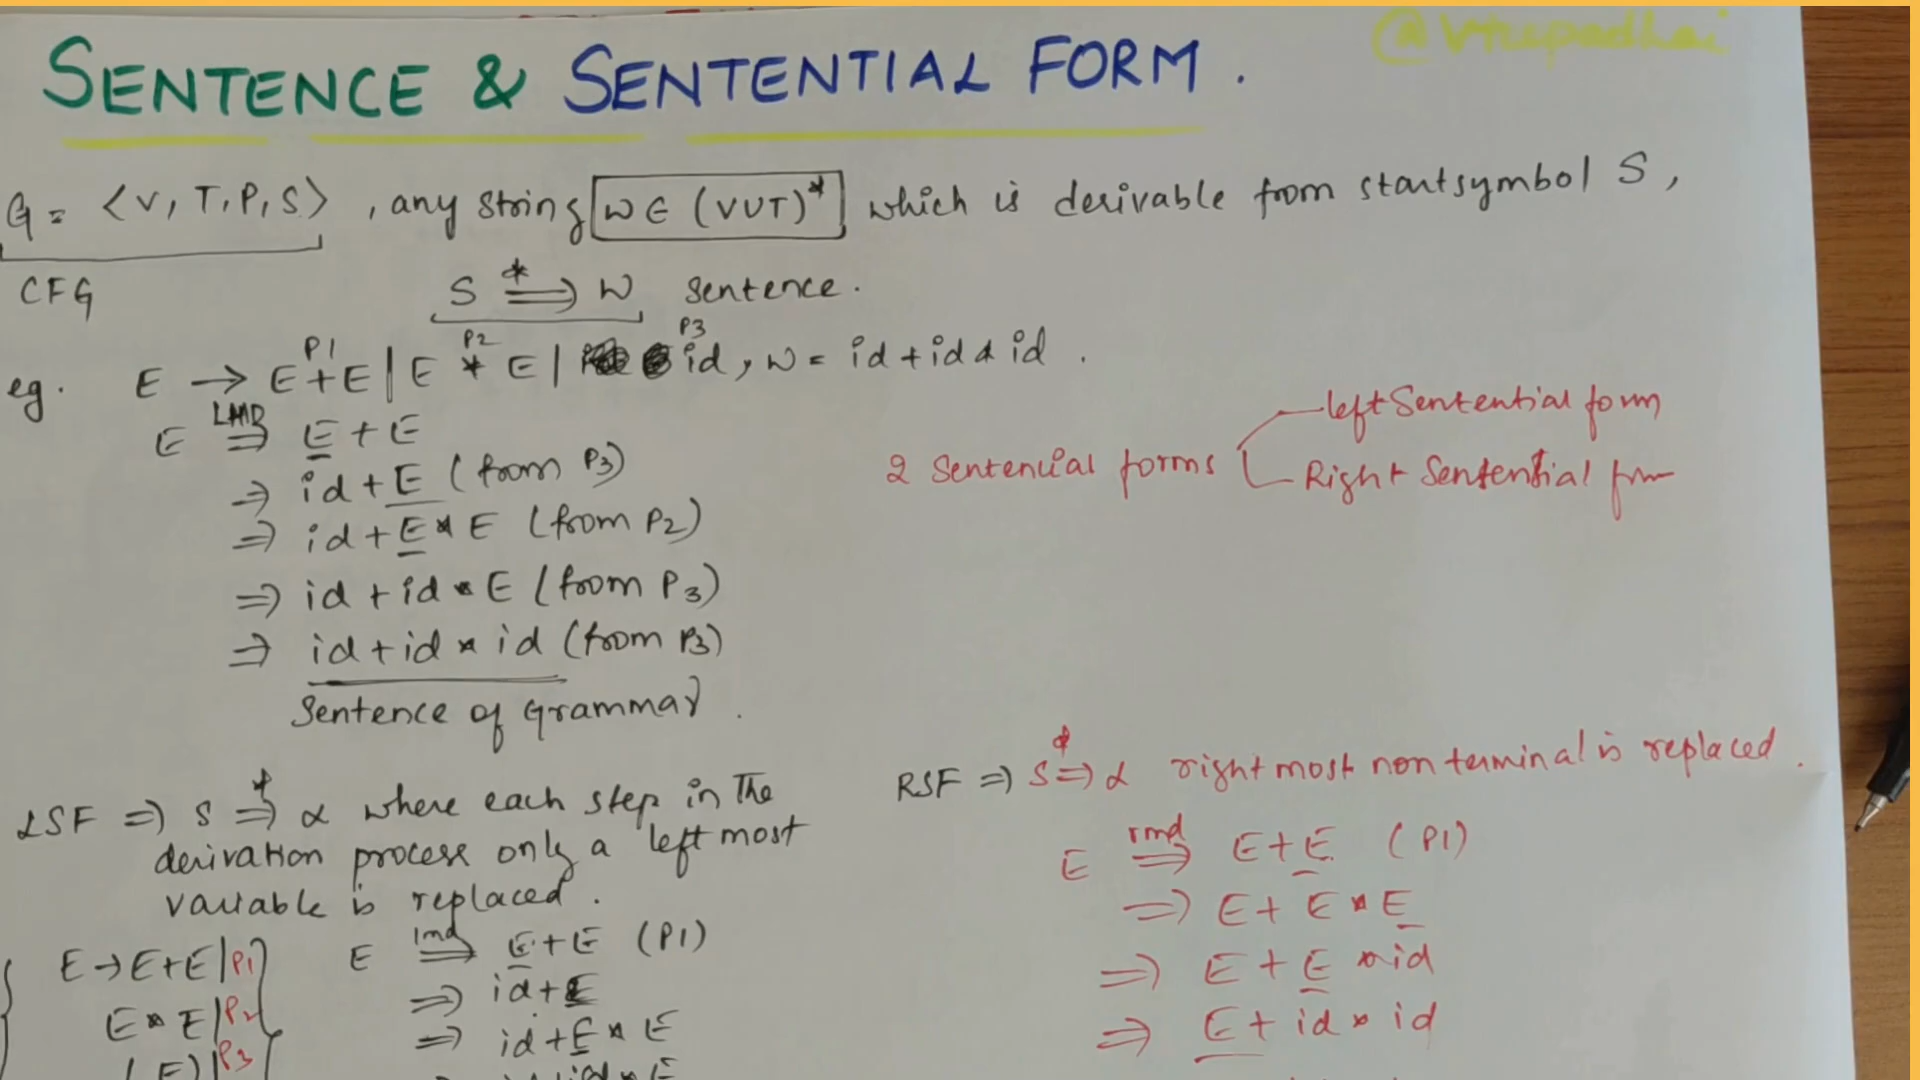 @vtupadhai
SENTENCE & SENTENTIAL FORM.
G = <V, T, P, S>, any string w ∈ (V∪T)* which is derivable from startsymbol S,
CFG
S *⇒ w sentence.
P1 P2 P3
eg. E → E+E | E * E | id, w = id + id * id.
E LMD⇒ E + E
⇒ id + E (from P3)
⇒ id + E * E (from P2)
⇒ id + id * E (from P3)
⇒ id + id * id (from P3)
Sentence of Grammar.
2 Sentencial forms
left Sentential form
Right Sentential form
LSF ⇒ S *⇒ α where each step in The
derivation process only a left most
variable is replaced.
E → E+E | P1
E * E | P2
(E) | P3
E lmd⇒ E + E (P1)
⇒ id + E
⇒ id + E * E
RSF ⇒ S *⇒ α right most non terminal is replaced.
E rmd⇒ E + E (P1)
⇒ E + E * E
⇒ E + E * id
⇒ E + id * id